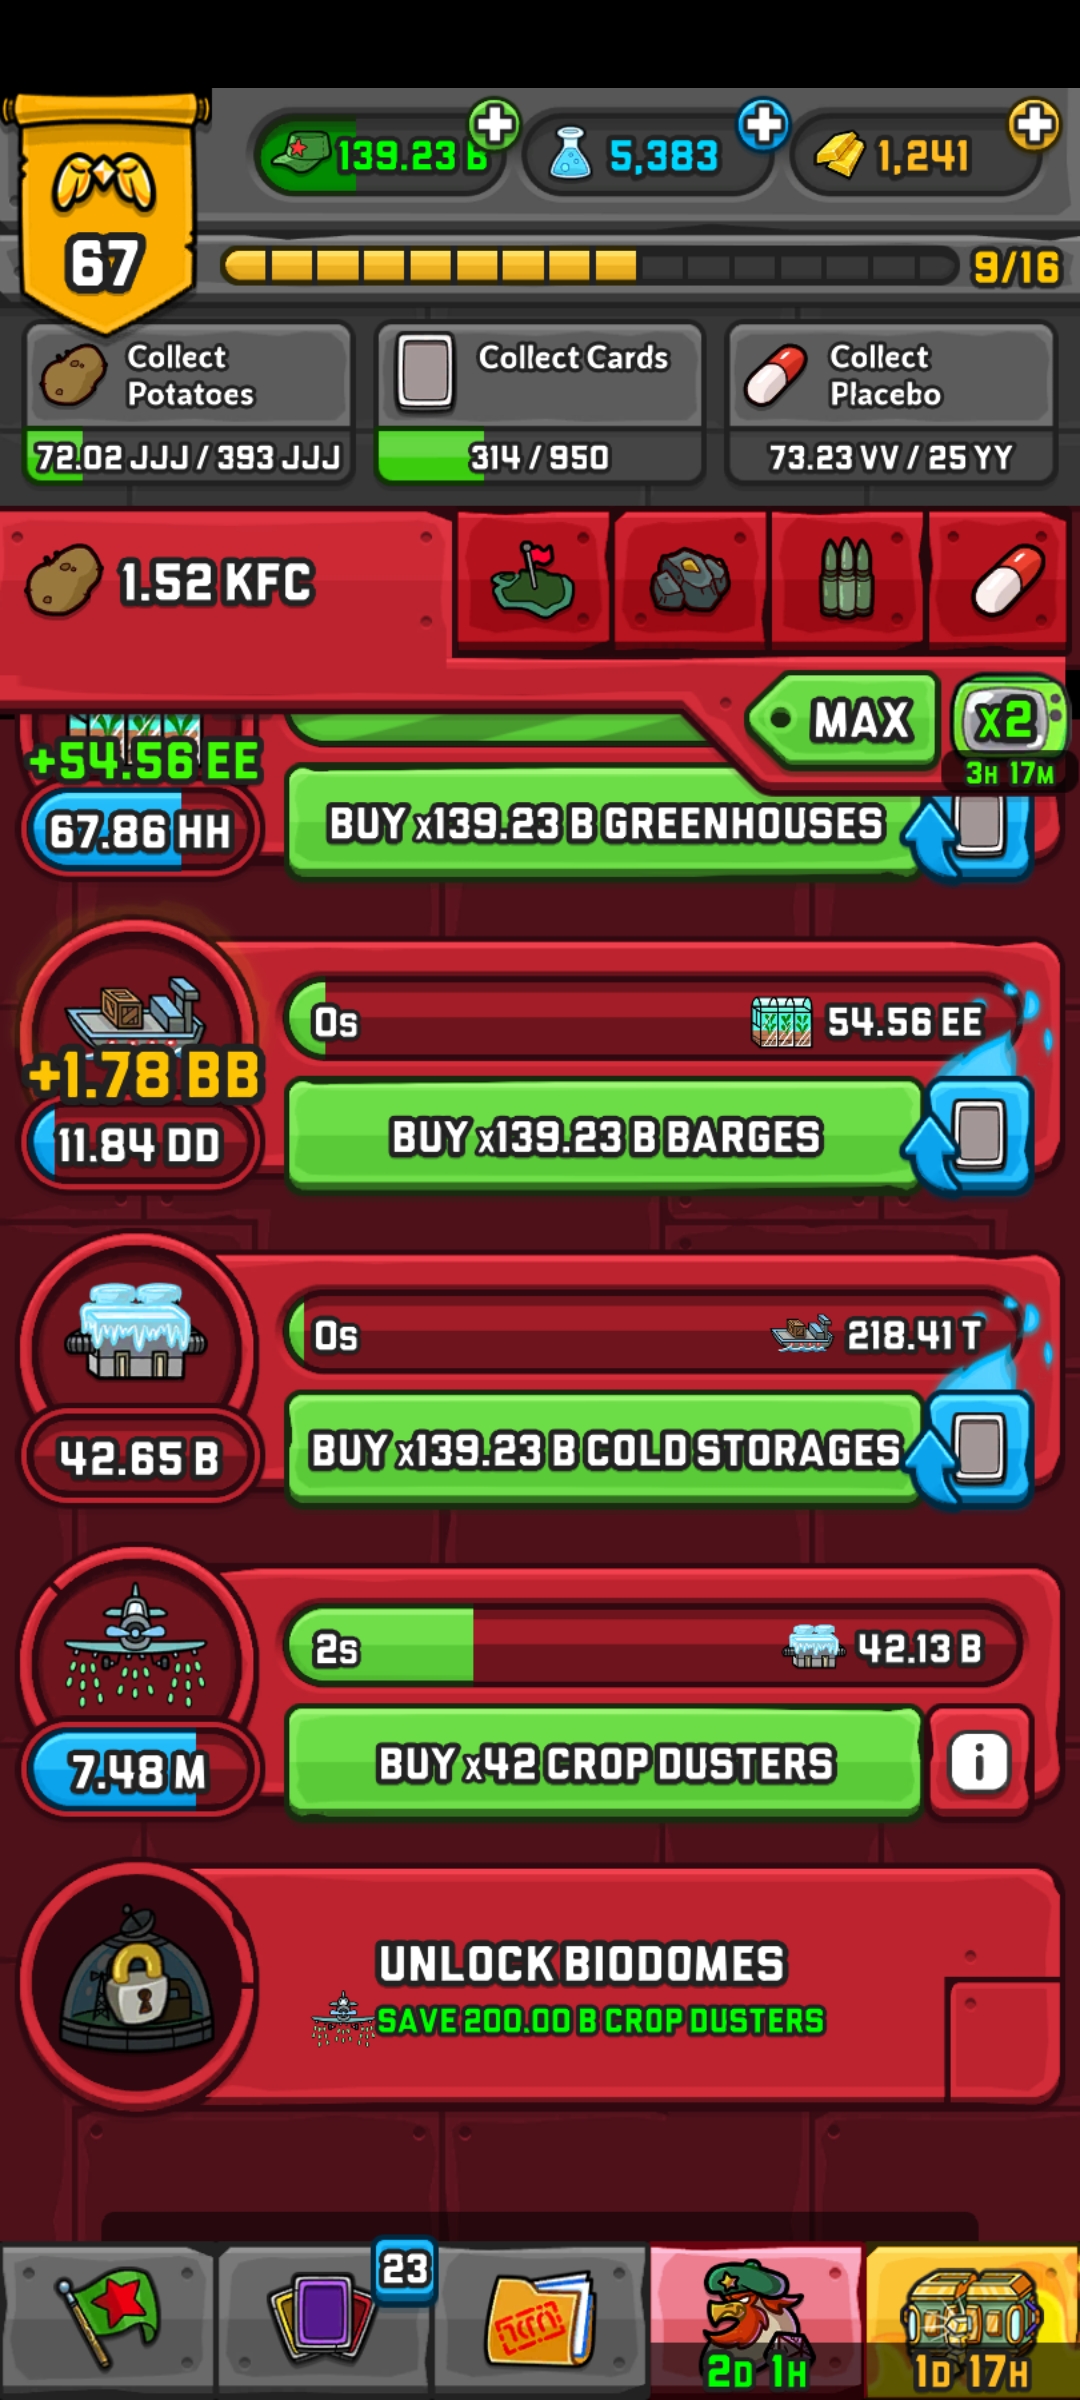 139.23 B
5,383
1,241
67
9/16
Collect
Potatoes
72.02 JJJ / 393 JJJ
Collect Cards
314 / 950
Collect
Placebo
73.23 VV / 25 YY
1.52 KFC
MAX
x2
3H 17M
+54.56 EE
67.86 HH
BUY x139.23 B GREENHOUSES
+1.78 BB
11.84 DD
0s
54.56 EE
BUY x139.23 B BARGES
42.65 B
0s
218.41 T
BUY x139.23 B COLD STORAGES
7.48 M
2s
42.13 B
BUY x42 CROP DUSTERS
i
UNLOCK BIODOMES
SAVE 200.00 B CROP DUSTERS
23
2D 1H
1D 17H